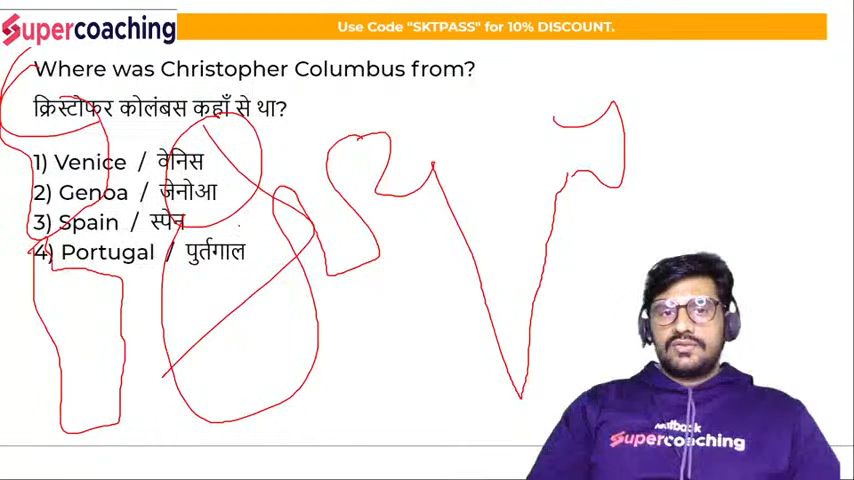 Supercoaching
Use Code "SKTPASS" for 10% DISCOUNT.
Where was Christopher Columbus from?
क्रिस्टोफर कोलंबस कहाँ से था?
1) Venice / वेनिस
2) Genoa / जेनोआ
3) Spain / स्पेन
4) Portugal / पुर्तगाल
testbook
Supercoaching